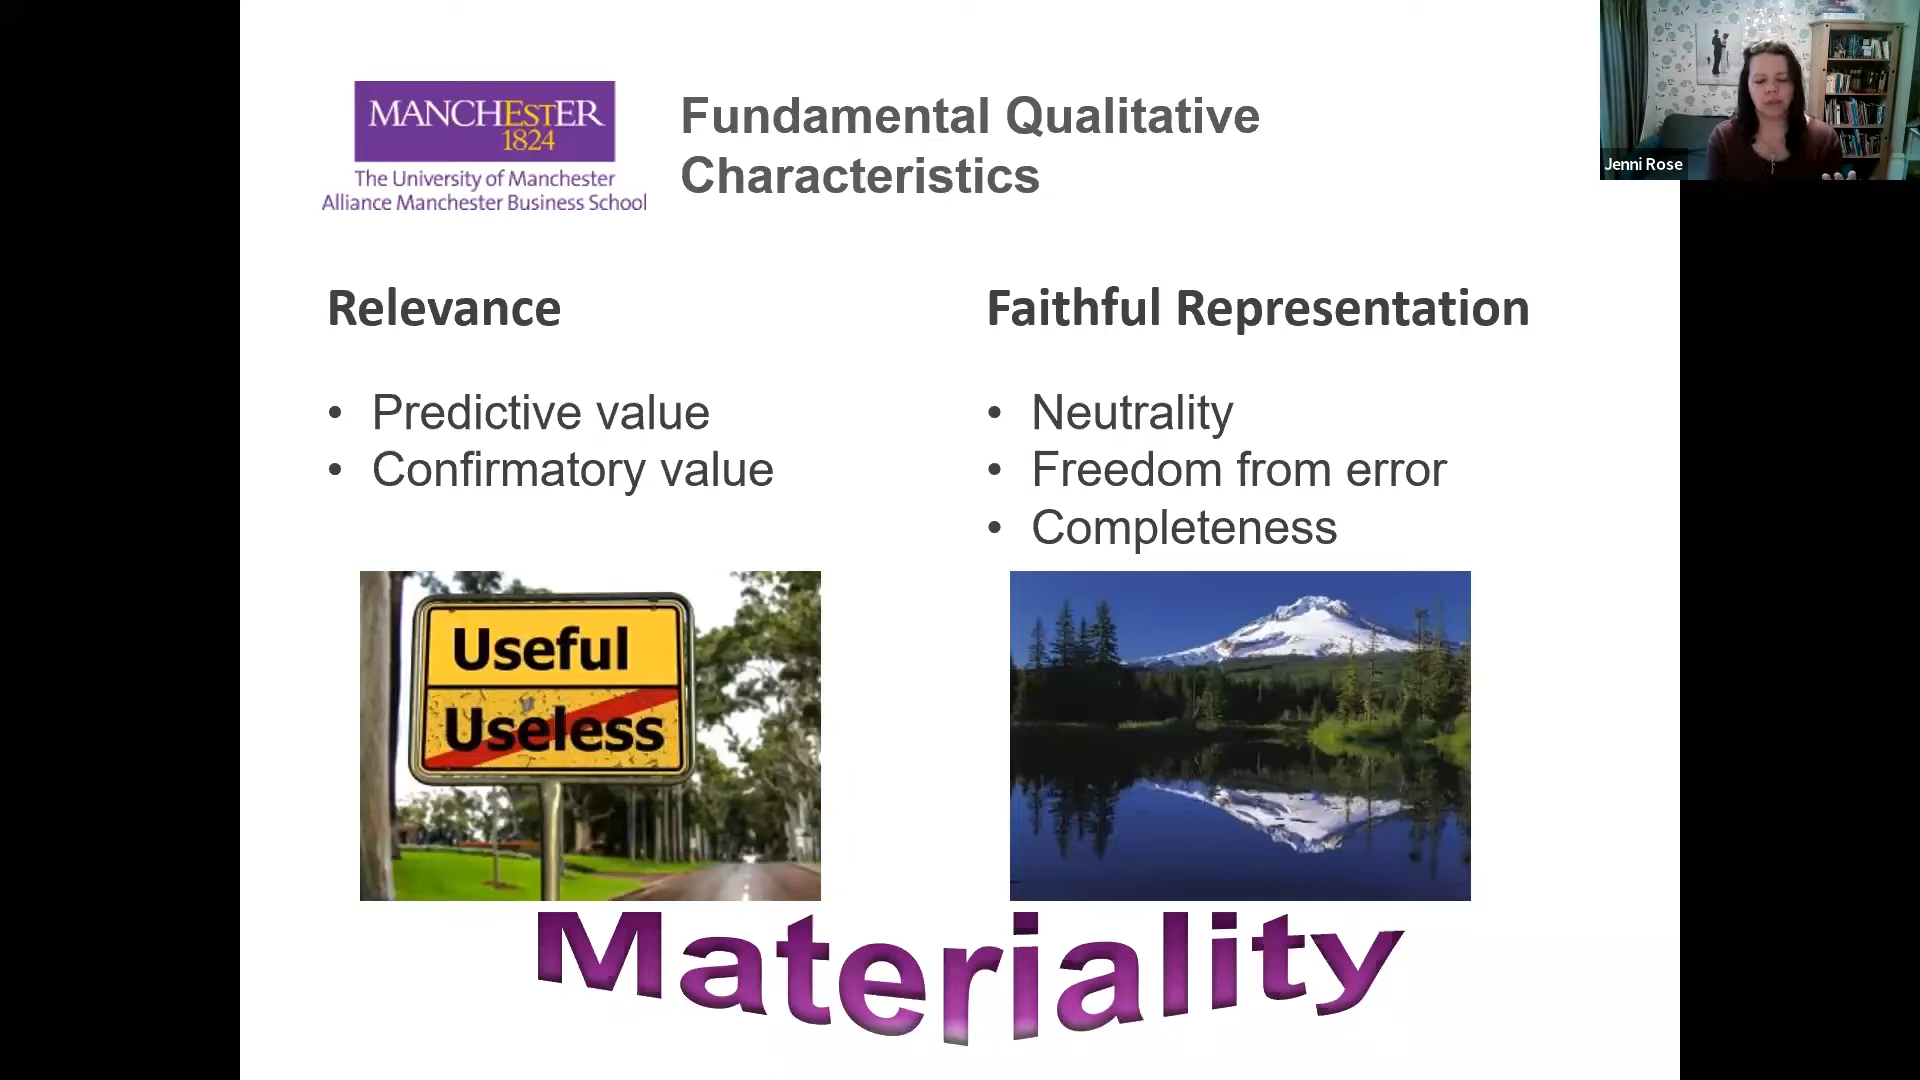 MANCHESTER
1824
The University of Manchester
Alliance Manchester Business School
Fundamental Qualitative
Characteristics
Jenni Rose
Relevance
• Predictive value
• Confirmatory value
Faithful Representation
• Neutrality
• Freedom from error
• Completeness
Useful
Useless
Materiality